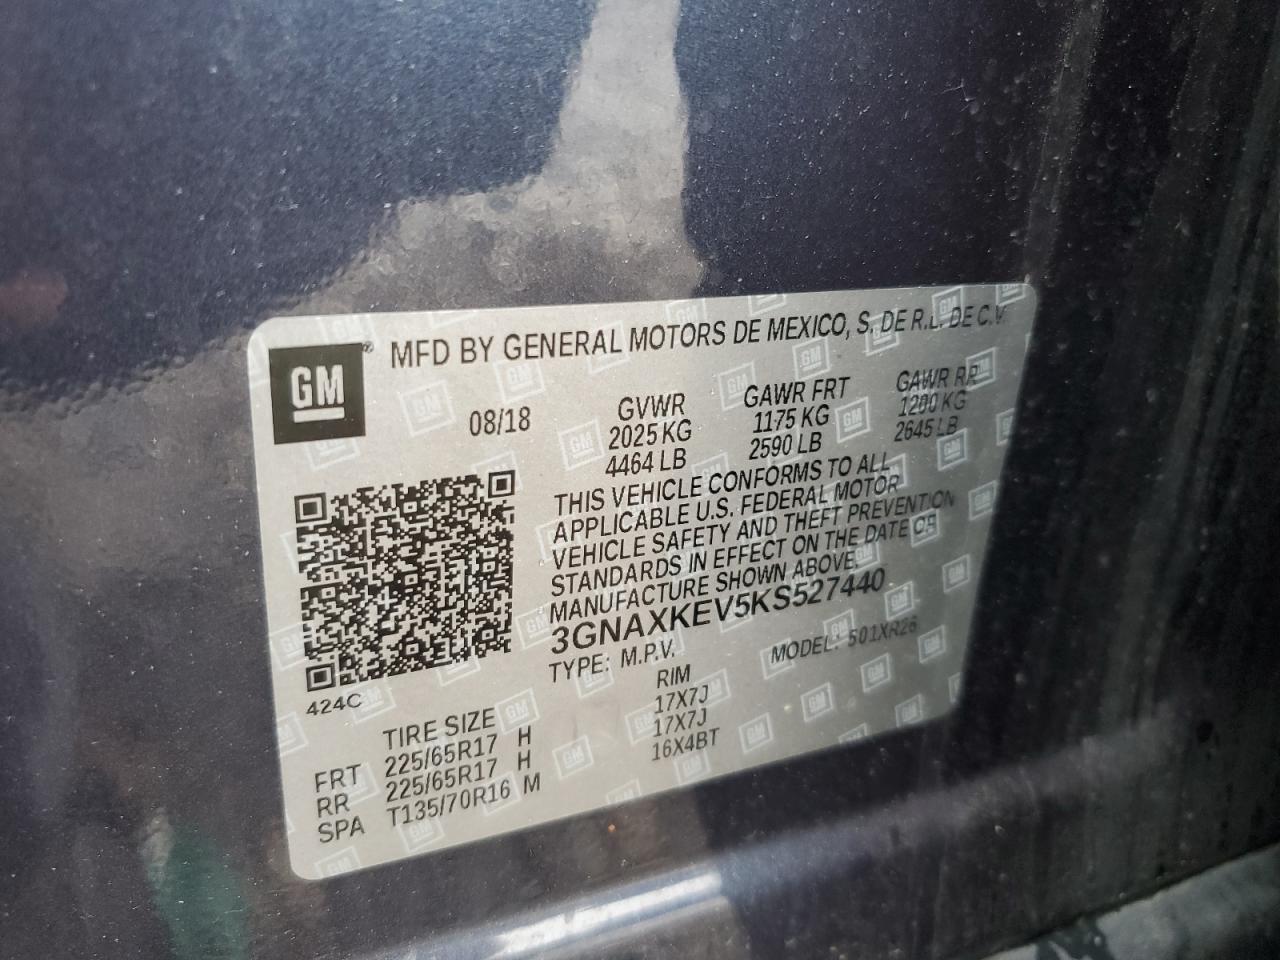 GM® MFD BY GENERAL MOTORS DE MEXICO, S. DE R.L. DE C.V.
08/18
GVWR GAWR FRT GAWR RR
2025 KG 1175 KG 1200 KG
4464 LB 2590 LB 2645 LB
THIS VEHICLE CONFORMS TO ALL
APPLICABLE U.S. FEDERAL MOTOR
VEHICLE SAFETY AND THEFT PREVENTION
STANDARDS IN EFFECT ON THE DATE OF
MANUFACTURE SHOWN ABOVE.
3GNAXKEV5KS527440
TYPE: M.P.V. MODEL: 501XR26
424C
TIRE SIZE RIM
FRT 225/65R17 H 17X7J
RR 225/65R17 H 17X7J
SPA T135/70R16 M 16X4BT